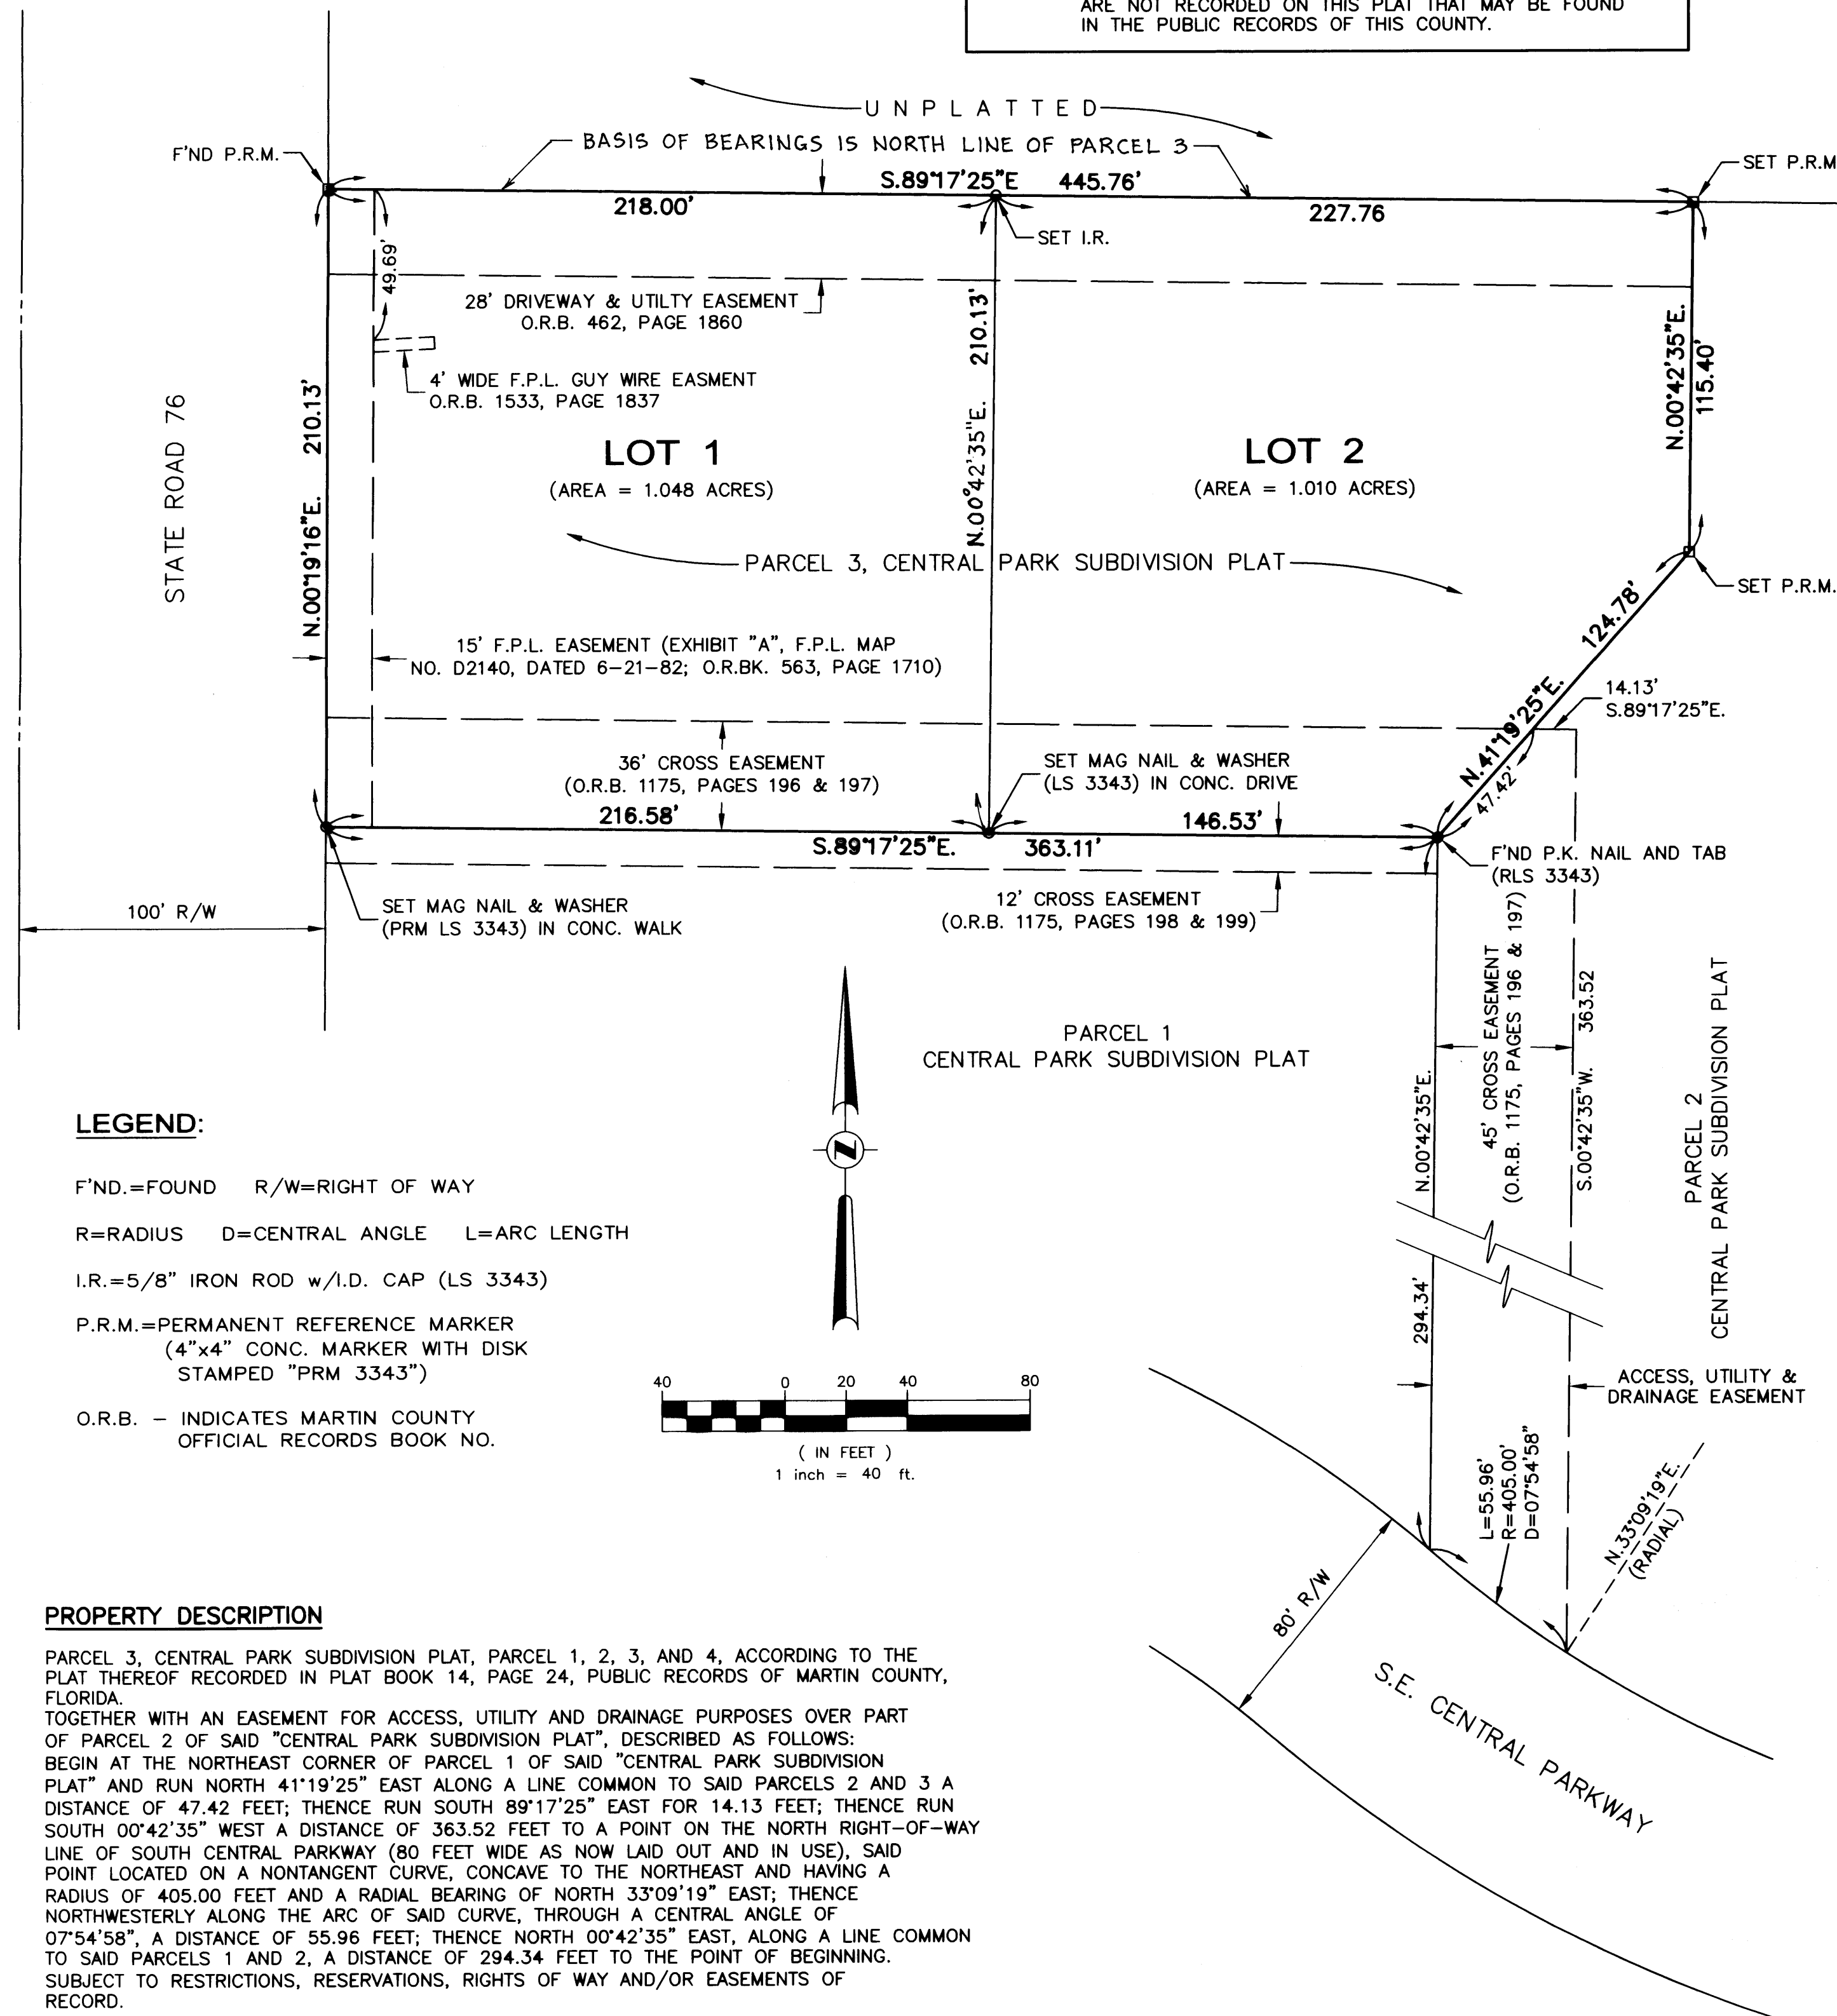 ARE NOT RECORDED ON THIS PLAT THAT MAY BE FOUND
IN THE PUBLIC RECORDS OF THIS COUNTY.
UNPLATTED
BASIS OF BEARINGS IS NORTH LINE OF PARCEL 3
F'ND P.R.M.
SET P.R.M
S.89°17'25"E 445.76'
218.00'
227.76
SET I.R.
49.69'
28' DRIVEWAY & UTILTY EASEMENT
O.R.B. 462, PAGE 1860
4' WIDE F.P.L. GUY WIRE EASMENT
O.R.B. 1533, PAGE 1837
STATE ROAD 76
N.00°19'16"E. 210.13'
N.00°42'35"E. 210.13'
N.00°42'35"E.
115.40'
LOT 1
(AREA = 1.048 ACRES)
LOT 2
(AREA = 1.010 ACRES)
PARCEL 3, CENTRAL PARK SUBDIVISION PLAT
SET P.R.M.
124.78'
N.41°19'25"E.
47.42'
14.13'
S.89°17'25"E.
15' F.P.L. EASEMENT (EXHIBIT "A", F.P.L. MAP
NO. D2140, DATED 6-21-82; O.R.BK. 563, PAGE 1710)
36' CROSS EASEMENT
(O.R.B. 1175, PAGES 196 & 197)
SET MAG NAIL & WASHER
(LS 3343) IN CONC. DRIVE
216.58'
146.53'
S.89°17'25"E. 363.11'
F'ND P.K. NAIL AND TAB
(RLS 3343)
12' CROSS EASEMENT
(O.R.B. 1175, PAGES 198 & 199)
100' R/W
SET MAG NAIL & WASHER
(PRM LS 3343) IN CONC. WALK
PARCEL 1
CENTRAL PARK SUBDIVISION PLAT
N.00°42'35"E.
294.34'
45' CROSS EASEMENT
(O.R.B. 1175, PAGES 196 & 197)
S.00°42'35"W. 363.52
PARCEL 2
CENTRAL PARK SUBDIVISION PLAT
ACCESS, UTILITY &
DRAINAGE EASEMENT
L=55.96'
R=405.00'
D=07°54'58"
N.33°09'19"E.
(RADIAL)
80' R/W
S.E. CENTRAL PARKWAY
N
LEGEND:
F'ND.=FOUND R/W=RIGHT OF WAY
R=RADIUS D=CENTRAL ANGLE L=ARC LENGTH
I.R.=5/8" IRON ROD w/I.D. CAP (LS 3343)
P.R.M.=PERMANENT REFERENCE MARKER
(4"x4" CONC. MARKER WITH DISK
STAMPED "PRM 3343")
O.R.B. - INDICATES MARTIN COUNTY
OFFICIAL RECORDS BOOK NO.
40 0 20 40 80
( IN FEET )
1 inch = 40 ft.
PROPERTY DESCRIPTION
PARCEL 3, CENTRAL PARK SUBDIVISION PLAT, PARCEL 1, 2, 3, AND 4, ACCORDING TO THE
PLAT THEREOF RECORDED IN PLAT BOOK 14, PAGE 24, PUBLIC RECORDS OF MARTIN COUNTY,
FLORIDA.
TOGETHER WITH AN EASEMENT FOR ACCESS, UTILITY AND DRAINAGE PURPOSES OVER PART
OF PARCEL 2 OF SAID "CENTRAL PARK SUBDIVISION PLAT", DESCRIBED AS FOLLOWS:
BEGIN AT THE NORTHEAST CORNER OF PARCEL 1 OF SAID "CENTRAL PARK SUBDIVISION
PLAT" AND RUN NORTH 41°19'25" EAST ALONG A LINE COMMON TO SAID PARCELS 2 AND 3 A
DISTANCE OF 47.42 FEET; THENCE RUN SOUTH 89°17'25" EAST FOR 14.13 FEET; THENCE RUN
SOUTH 00°42'35" WEST A DISTANCE OF 363.52 FEET TO A POINT ON THE NORTH RIGHT-OF-WAY
LINE OF SOUTH CENTRAL PARKWAY (80 FEET WIDE AS NOW LAID OUT AND IN USE), SAID
POINT LOCATED ON A NONTANGENT CURVE, CONCAVE TO THE NORTHEAST AND HAVING A
RADIUS OF 405.00 FEET AND A RADIAL BEARING OF NORTH 33°09'19" EAST; THENCE
NORTHWESTERLY ALONG THE ARC OF SAID CURVE, THROUGH A CENTRAL ANGLE OF
07°54'58", A DISTANCE OF 55.96 FEET; THENCE NORTH 00°42'35" EAST, ALONG A LINE COMMON
TO SAID PARCELS 1 AND 2, A DISTANCE OF 294.34 FEET TO THE POINT OF BEGINNING.
SUBJECT TO RESTRICTIONS, RESERVATIONS, RIGHTS OF WAY AND/OR EASEMENTS OF
RECORD.